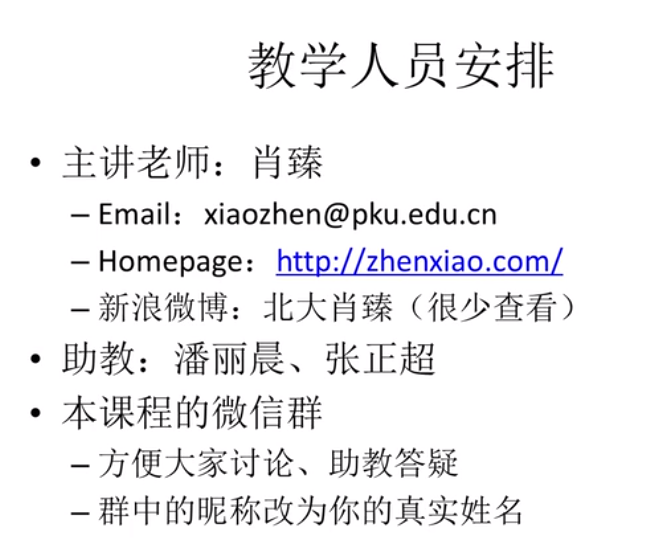 教学人员安排
• 主讲老师：肖臻
– Email：xiaozhen@pku.edu.cn
– Homepage：http://zhenxiao.com/
– 新浪微博：北大肖臻（很少查看）
• 助教：潘丽晨、张正超
• 本课程的微信群
– 方便大家讨论、助教答疑
– 群中的昵称改为你的真实姓名